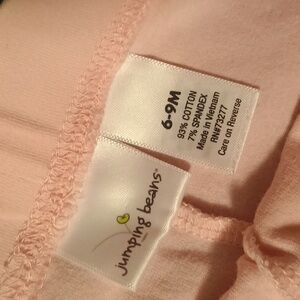 6-9M
93% COTTON
7% SPANDEX
Made in Vietnam
RN#73277
Care on Reverse
jumping beans®